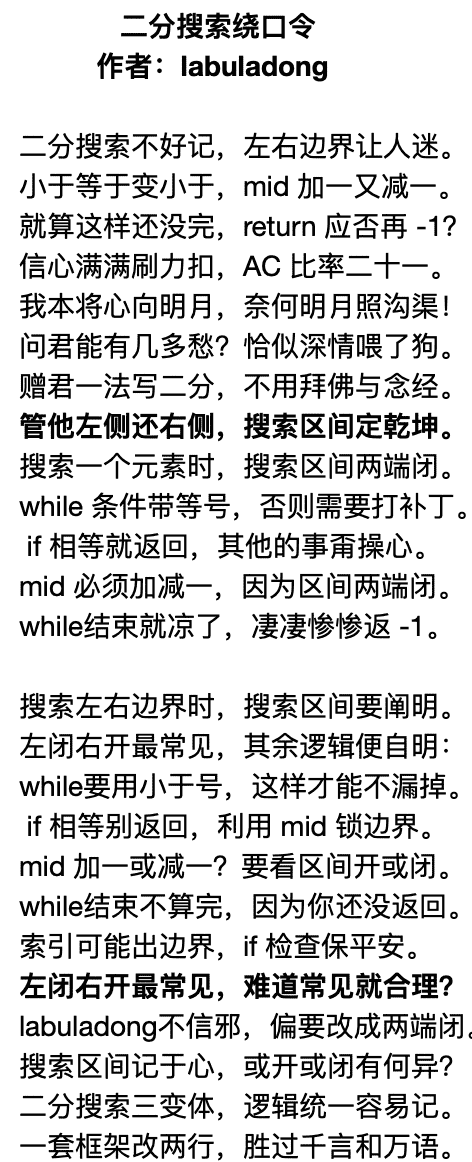 二分搜索绕口令
作者：labuladong
二分搜索不好记，左右边界让人迷。
小于等于变小于，mid 加一又减一。
就算这样还没完，return 应否再 -1？
信心满满刷力扣，AC 比率二十一。
我本将心向明月，奈何明月照沟渠！
问君能有几多愁？恰似深情喂了狗。
赠君一法写二分，不用拜佛与念经。
管他左侧还右侧，搜索区间定乾坤。
搜索一个元素时，搜索区间两端闭。
while 条件带等号，否则需要打补丁。
if 相等就返回，其他的事甭操心。
mid 必须加减一，因为区间两端闭。
while结束就凉了，凄凄惨惨返 -1。
搜索左右边界时，搜索区间要阐明。
左闭右开最常见，其余逻辑便自明：
while要用小于号，这样才能不漏掉。
if 相等别返回，利用 mid 锁边界。
mid 加一或减一？要看区间开或闭。
while结束不算完，因为你还没返回。
索引可能出边界，if 检查保平安。
左闭右开最常见，难道常见就合理？
labuladong不信邪，偏要改成两端闭。
搜索区间记于心，或开或闭有何异？
二分搜索三变体，逻辑统一容易记。
一套框架改两行，胜过千言和万语。